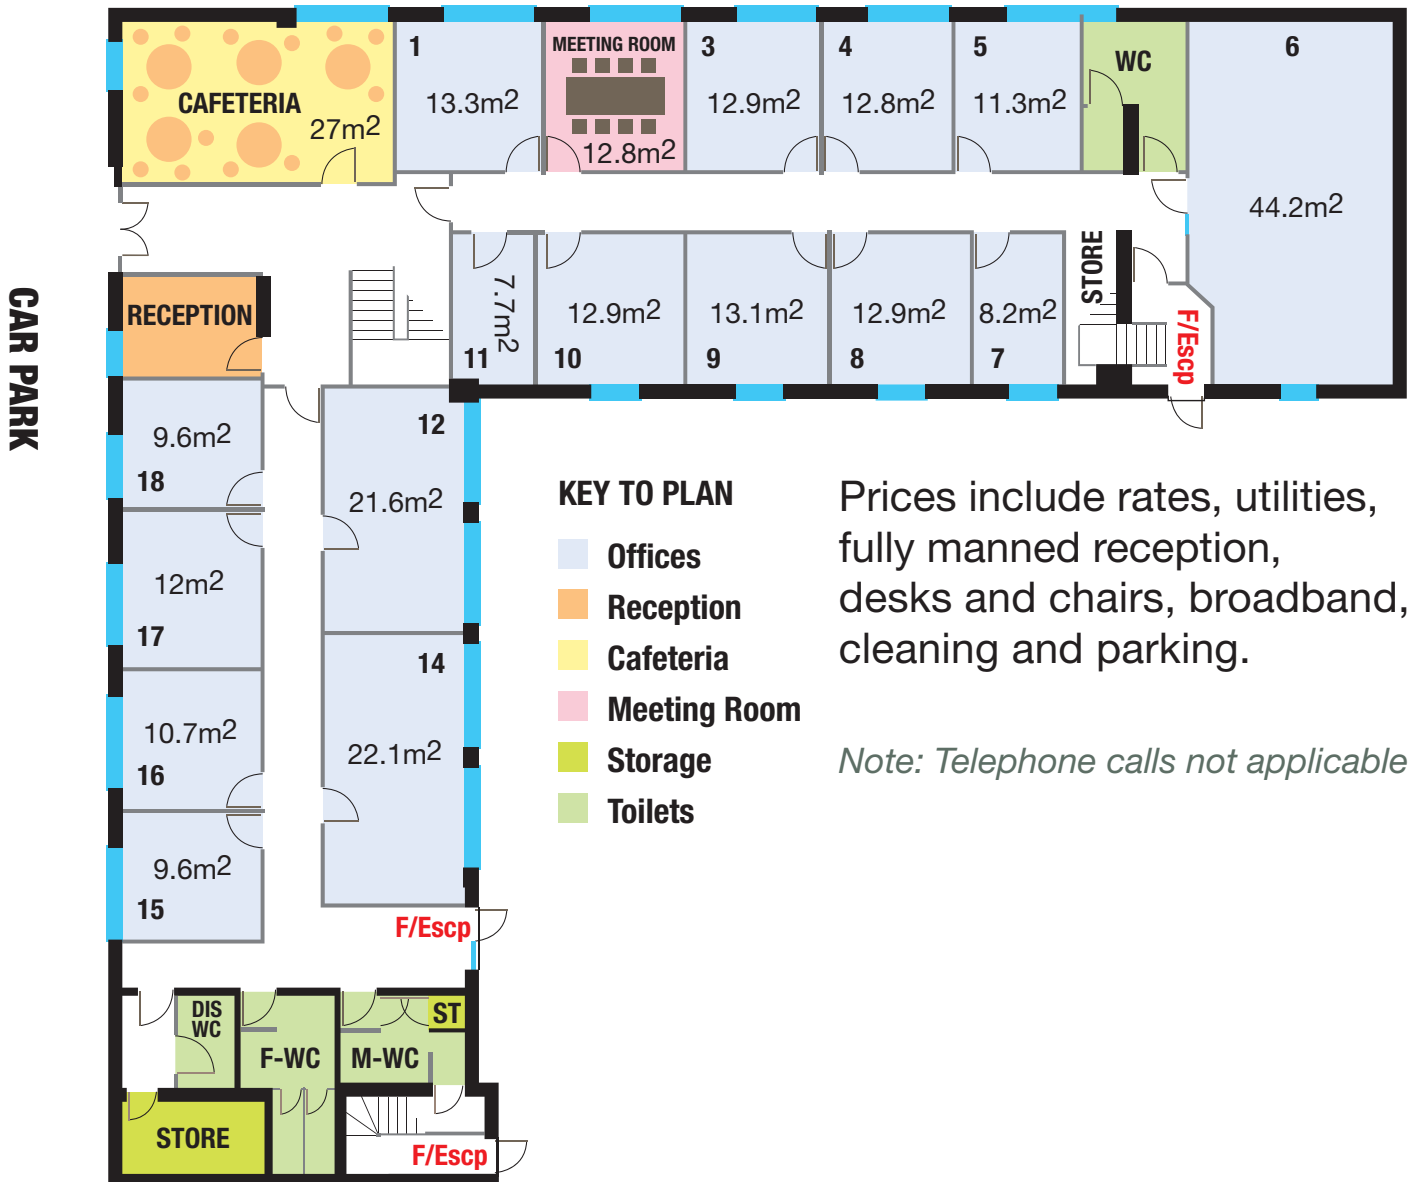 CAFETERIA
27m2
1
13.3m2
MEETING ROOM
12.8m2
3
12.9m2
4
12.8m2
5
11.3m2
WC
6
44.2m2
CAR PARK
RECEPTION
11
7.7m2
12.9m2
10
13.1m2
9
12.9m2
8
8.2m2
7
STORE
F/Escp
9.6m2
18
12m2
17
10.7m2
16
9.6m2
15
12
21.6m2
14
22.1m2
F/Escp
DIS
WC
F-WC
M-WC
ST
STORE
F/Escp
KEY TO PLAN
Offices
Reception
Cafeteria
Meeting Room
Storage
Toilets
Prices include rates, utilities,
fully manned reception,
desks and chairs, broadband,
cleaning and parking.
Note: Telephone calls not applicable